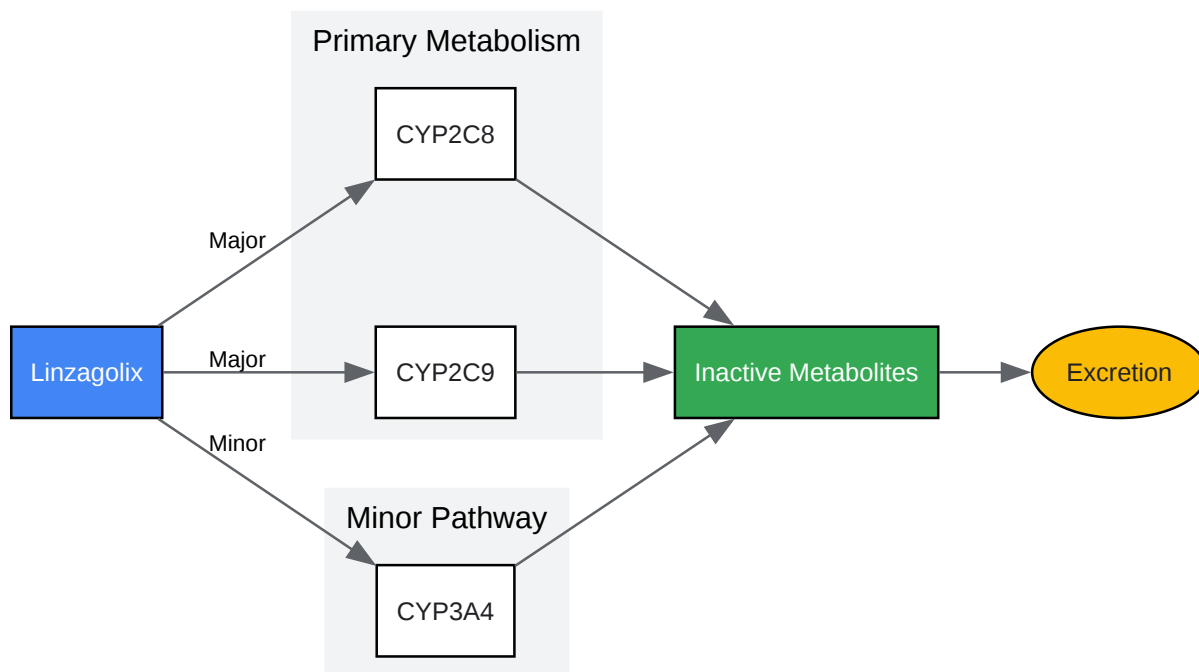 Primary Metabolism
CYP2C8
Major
Linzagolix
Major
CYP2C9
Inactive Metabolites
Excretion
Minor
Minor Pathway
CYP3A4